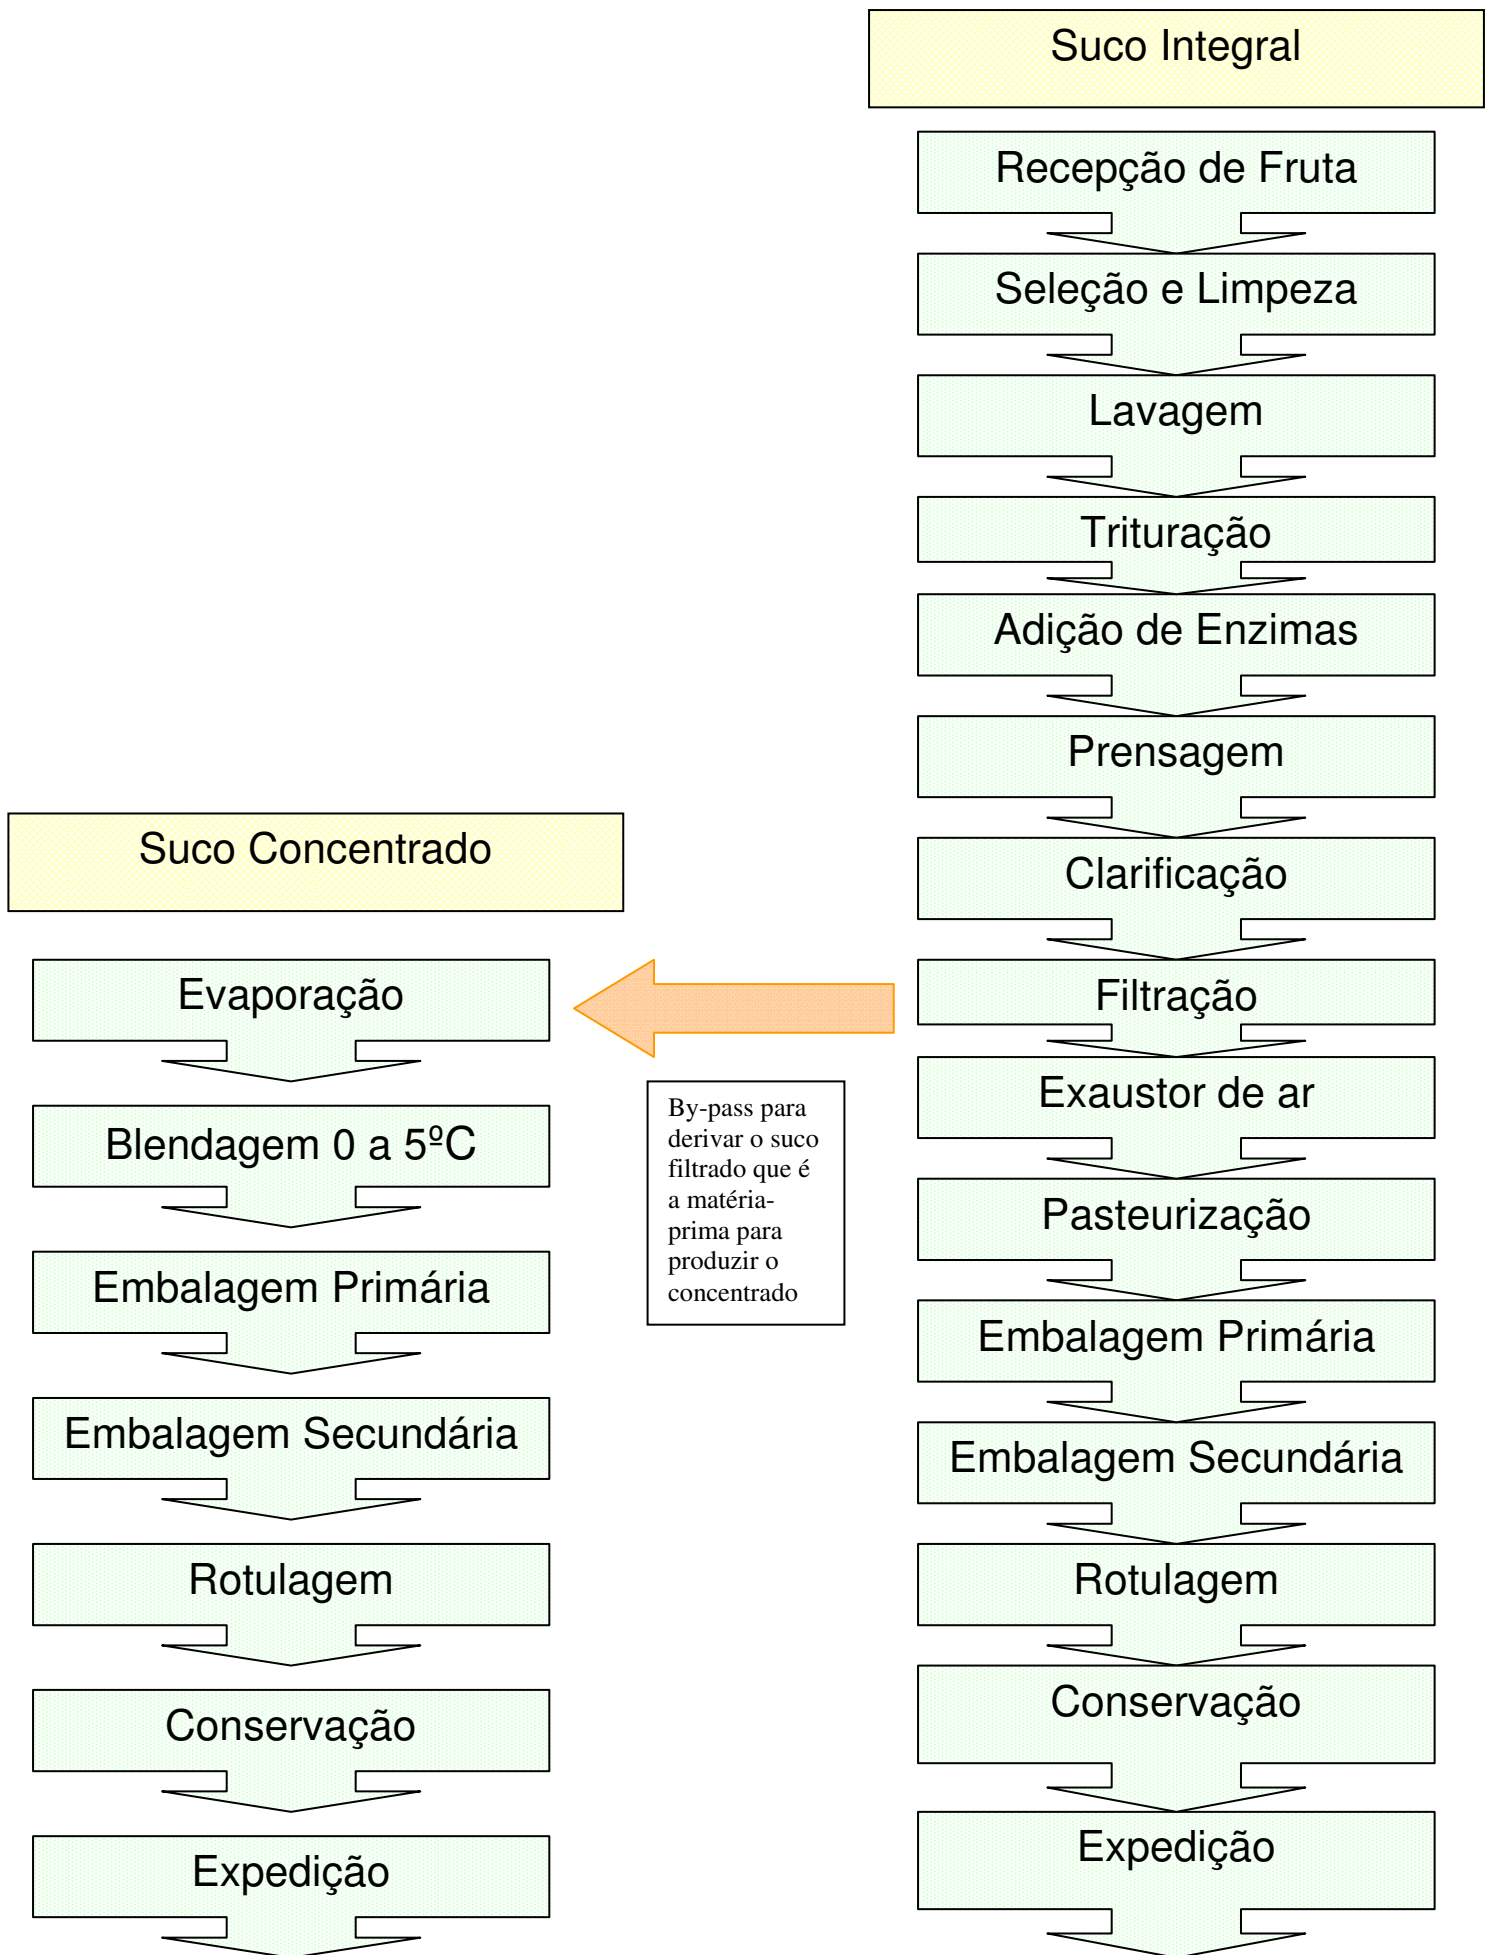 Suco Integral
Recepção de Fruta
Seleção e Limpeza
Lavagem
Trituração
Adição de Enzimas
Prensagem
Clarificação
Filtração
Exaustor de ar
Pasteurização
Embalagem Primária
Embalagem Secundária
Rotulagem
Conservação
Expedição
By-pass para
derivar o suco
filtrado que é
a matéria-
prima para
produzir o
concentrado
Suco Concentrado
Evaporação
Blendagem 0 a 5ºC
Embalagem Primária
Embalagem Secundária
Rotulagem
Conservação
Expedição